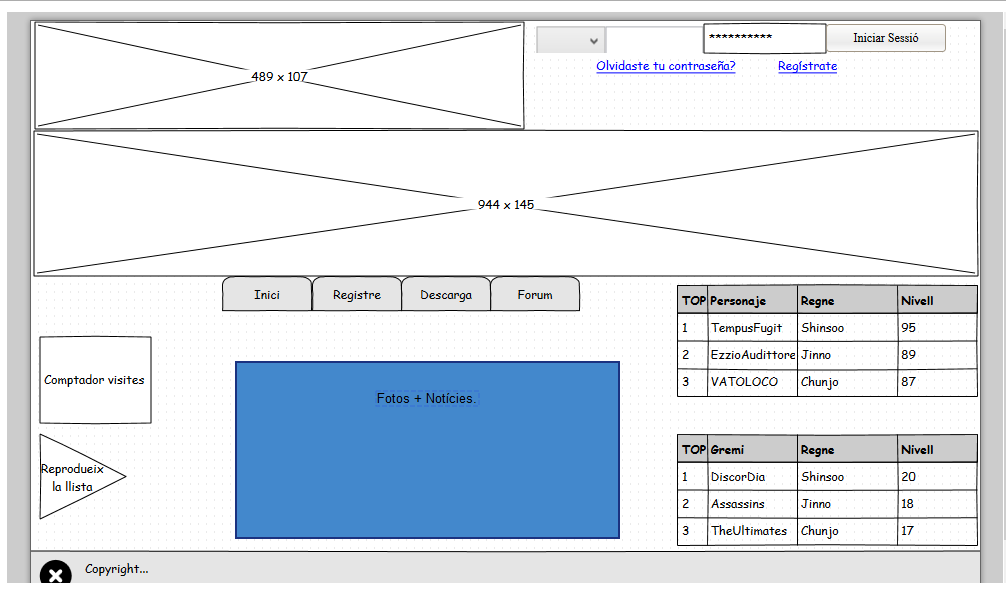 489 x 107
**********
Iniciar Sessió
Olvidaste tu contraseña?
Regístrate
944 x 145
Inici
Registre
Descarga
Forum
TOP Personaje Regne Nivell
1 TempusFugit Shinsoo 95
2 EzzioAudittore Jinno 89
3 VATOLOCO Chunjo 87
Comptador visites
Fotos + Notícies.
Reprodueix
la llista
TOP Gremi Regne Nivell
1 DiscorDia Shinsoo 20
2 Assassins Jinno 18
3 TheUltimates Chunjo 17
Copyright...